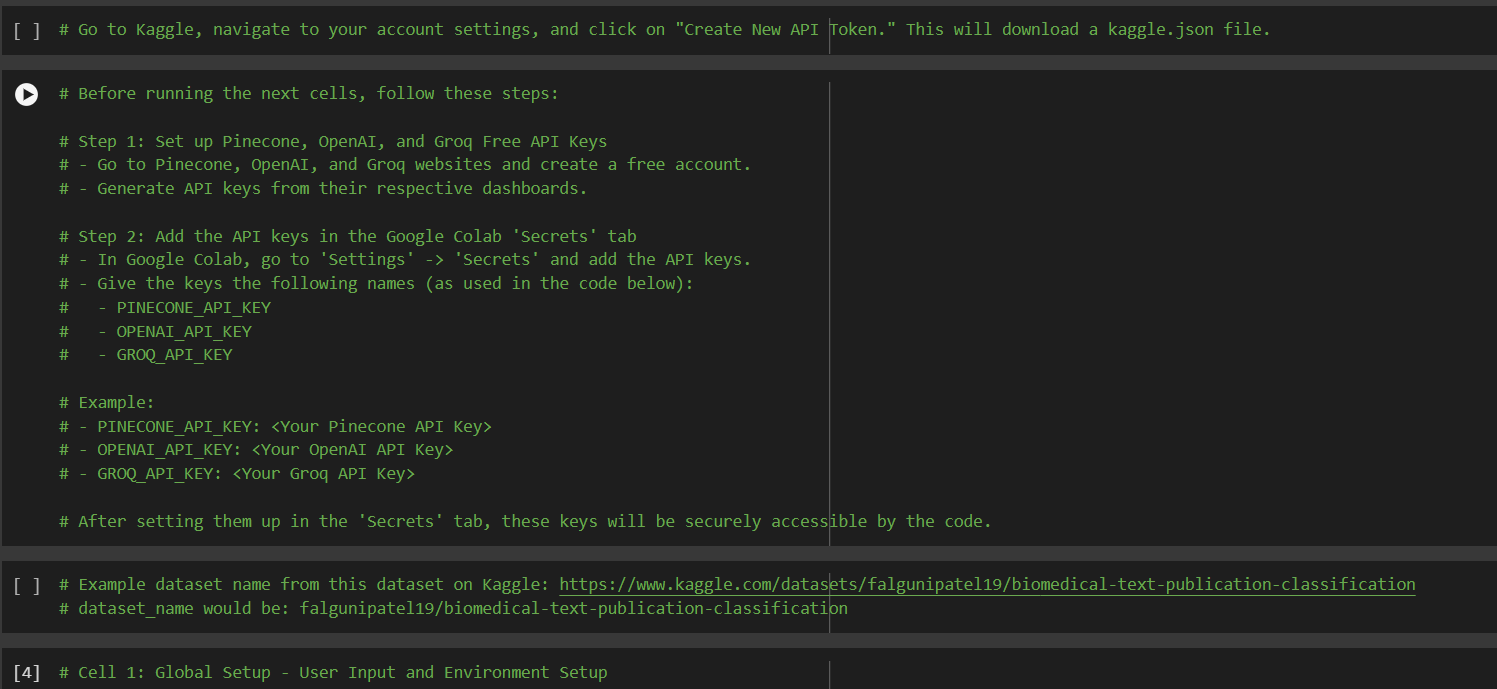 [ ] # Go to Kaggle, navigate to your account settings, and click on "Create New API Token." This will download a kaggle.json file.
# Before running the next cells, follow these steps:
# Step 1: Set up Pinecone, OpenAI, and Groq Free API Keys
# - Go to Pinecone, OpenAI, and Groq websites and create a free account.
# - Generate API keys from their respective dashboards.
# Step 2: Add the API keys in the Google Colab 'Secrets' tab
# - In Google Colab, go to 'Settings' -> 'Secrets' and add the API keys.
# - Give the keys the following names (as used in the code below):
#   - PINECONE_API_KEY
#   - OPENAI_API_KEY
#   - GROQ_API_KEY
# Example:
# - PINECONE_API_KEY: <Your Pinecone API Key>
# - OPENAI_API_KEY: <Your OpenAI API Key>
# - GROQ_API_KEY: <Your Groq API Key>
# After setting them up in the 'Secrets' tab, these keys will be securely accessible by the code.
[ ] # Example dataset name from this dataset on Kaggle: https://www.kaggle.com/datasets/falgunipatel19/biomedical-text-publication-classification
# dataset_name would be: falgunipatel19/biomedical-text-publication-classification
[4] # Cell 1: Global Setup - User Input and Environment Setup